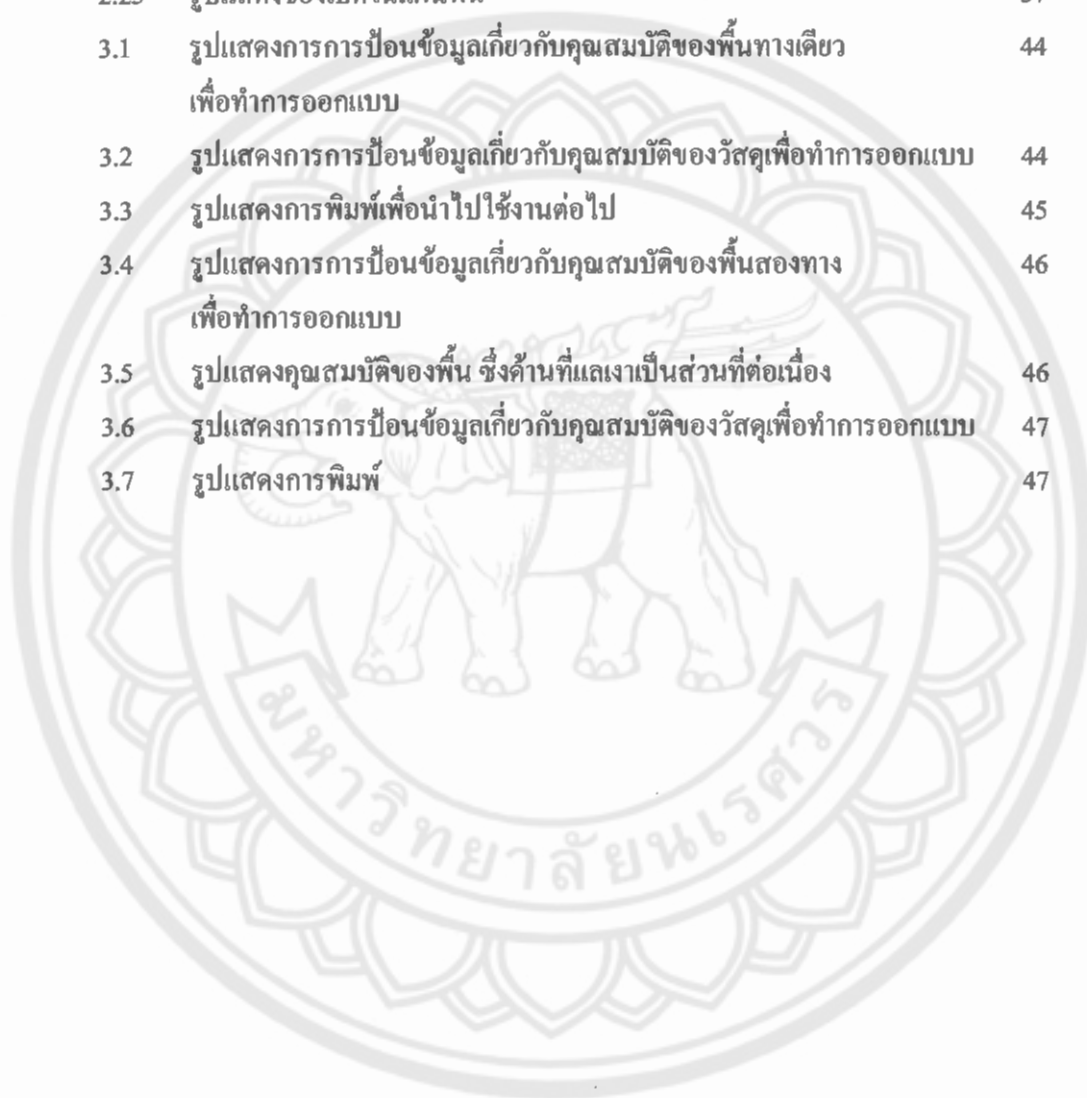 3.1 รูปแสดงการการป้อนข้อมูลเกี่ยวกับคุณสมบัติของพื้นทางเดียว 44
เพื่อทำการออกแบบ
3.2 รูปแสดงการการป้อนข้อมูลเกี่ยวกับคุณสมบัติของวัสดุเพื่อทำการออกแบบ 44
3.3 รูปแสดงการพิมพ์เพื่อนำไปใช้งานต่อไป 45
3.4 รูปแสดงการการป้อนข้อมูลเกี่ยวกับคุณสมบัติของพื้นสองทาง 46
เพื่อทำการออกแบบ
3.5 รูปแสดงคุณสมบัติของพื้น ซึ่งด้านที่แลเงาเป็นส่วนที่ต่อเนื่อง 46
3.6 รูปแสดงการการป้อนข้อมูลเกี่ยวกับคุณสมบัติของวัสดุเพื่อทำการออกแบบ 47
3.7 รูปแสดงการพิมพ์ 47
มหาวิทยาลัยนเรศวร